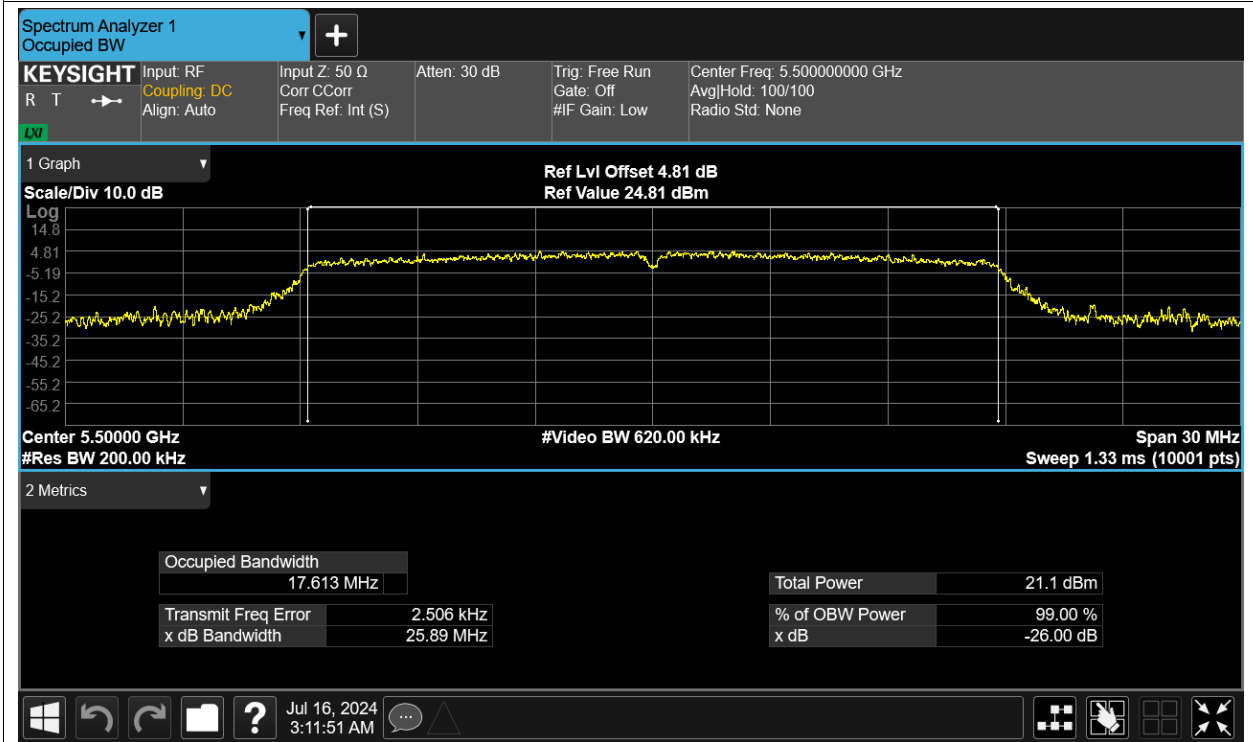 Spectrum Analyzer 1
Occupied BW
KEYSIGHT
R T
LXI
Input: RF
Coupling: DC
Align: Auto
Input Z: 50 Ω
Corr CCorr
Freq Ref: Int (S)
Atten: 30 dB
Trig: Free Run
Gate: Off
#IF Gain: Low
Center Freq: 5.500000000 GHz
Avg|Hold: 100/100
Radio Std: None
1 Graph
Scale/Div 10.0 dB
Ref Lvl Offset 4.81 dB
Ref Value 24.81 dBm
Log
14.8
4.81
-5.19
-15.2
-25.2
-35.2
-45.2
-55.2
-65.2
Center 5.50000 GHz
#Res BW 200.00 kHz
#Video BW 620.00 kHz
Span 30 MHz
Sweep 1.33 ms (10001 pts)
2 Metrics
Occupied Bandwidth
17.613 MHz
Transmit Freq Error 2.506 kHz
x dB Bandwidth 25.89 MHz
Total Power 21.1 dBm
% of OBW Power 99.00 %
x dB -26.00 dB
?
Jul 16, 2024
3:11:51 AM